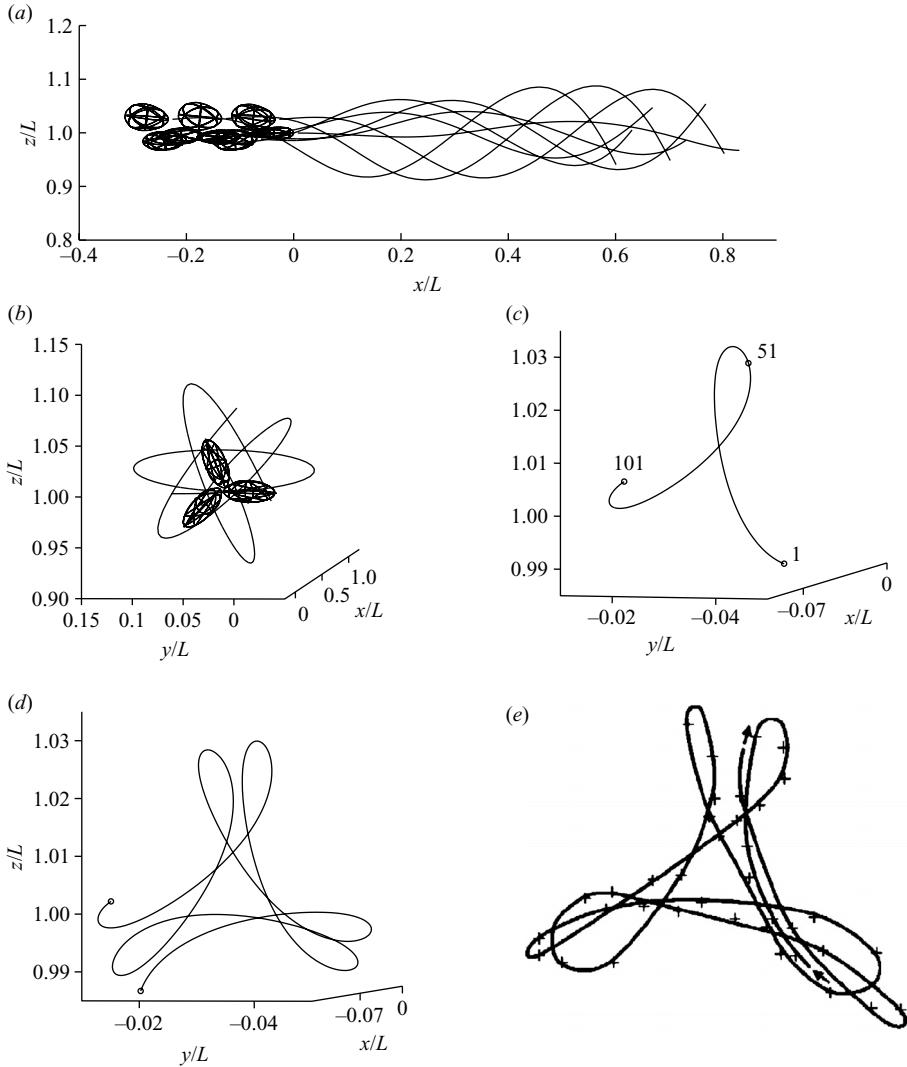 (a)
1.2
1.1
z/L 1.0
0.9
0.8
–0.4 –0.2 0 0.2 0.4 0.6 0.8
x/L
(b)
1.15
1.10
1.05
z/L
1.00
0.95
0.90
0.15 0.1 0.05 0
0 0.5 1.0
x/L
y/L
(c)
1.03
51
1.02
1.01
101
1.00
0.99
1
–0.02 –0.04
–0.07 0
x/L
y/L
(d)
1.03
1.02
z/L 1.01
1.00
0.99
–0.02 –0.04
–0.07 0
x/L
y/L
(e)